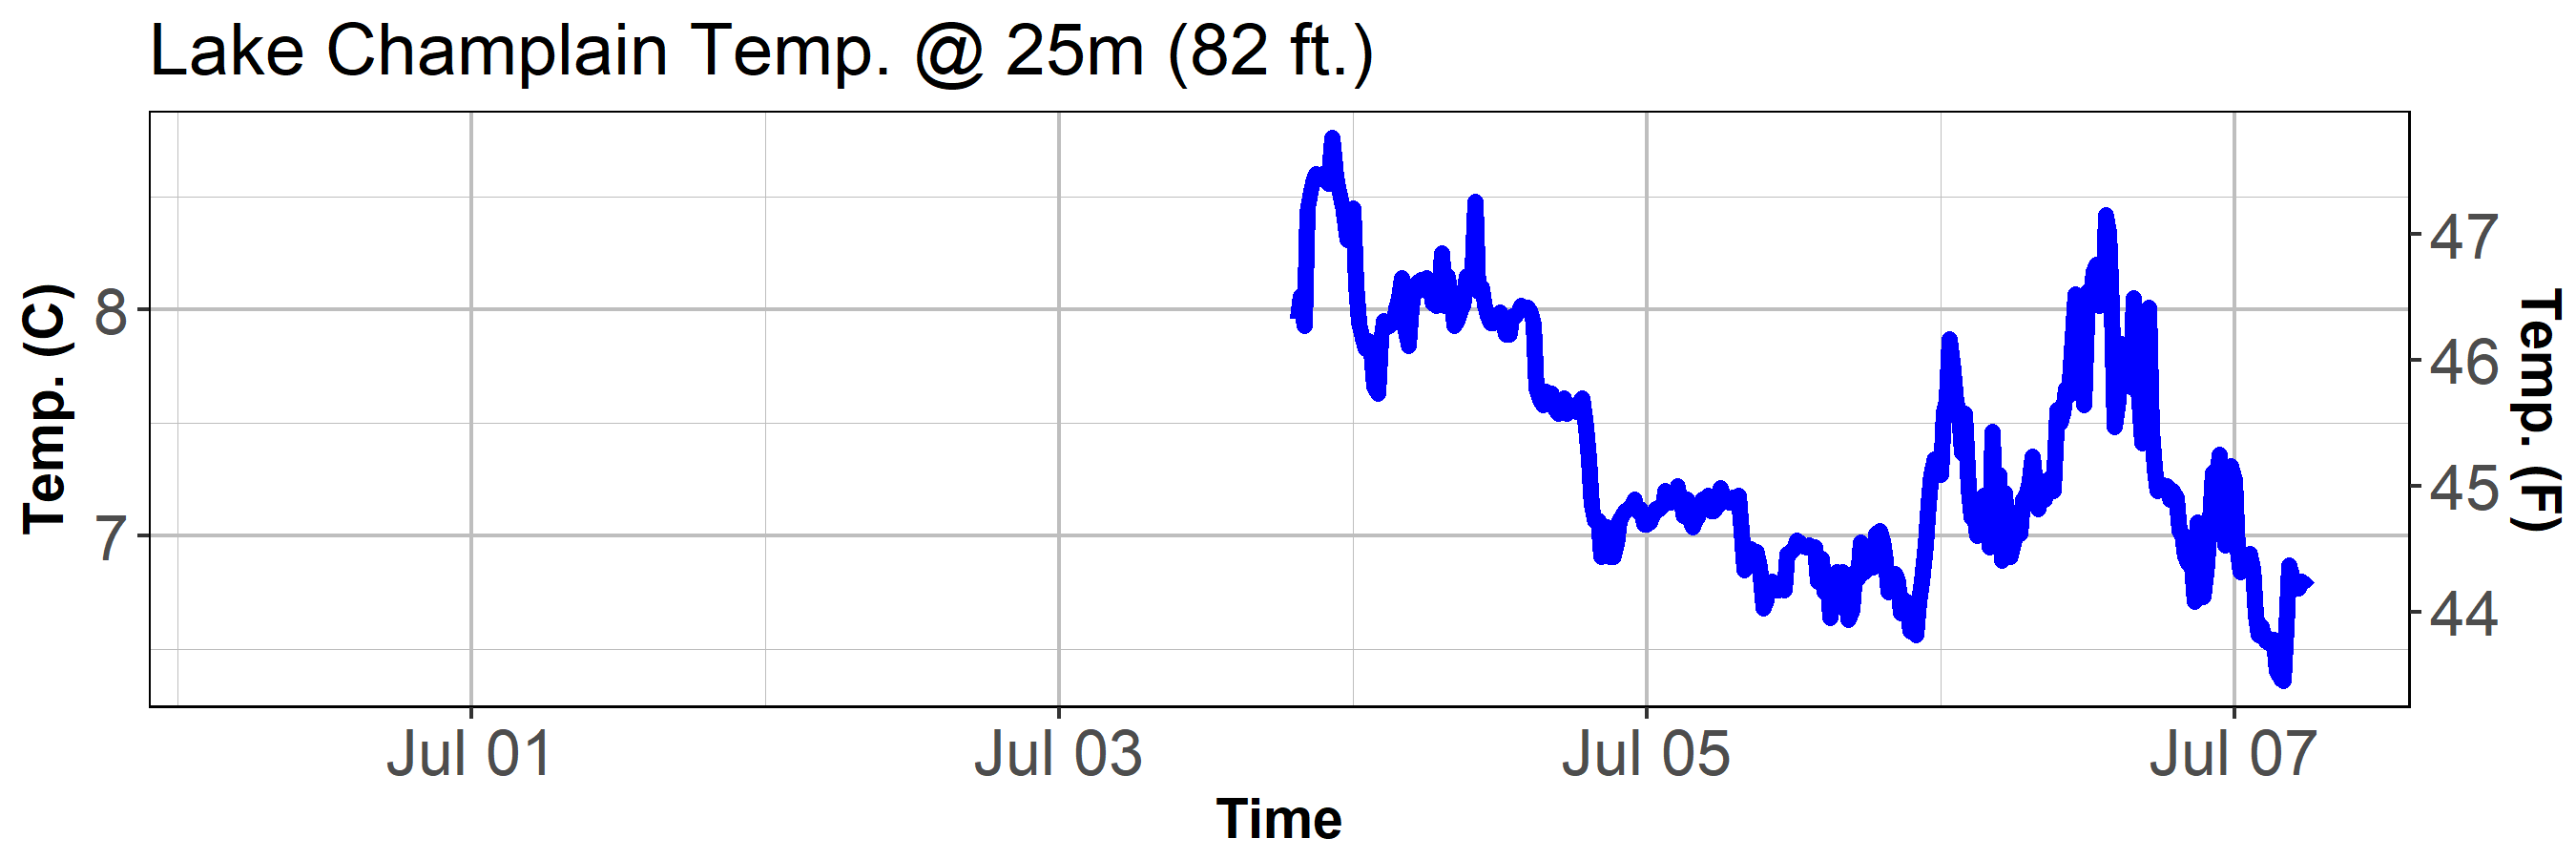 Lake Champlain Temp. @ 25m (82 ft.)
Temp. (C)
8
7
47
46
45
44
Temp. (F)
Jul 01
Jul 03
Jul 05
Jul 07
Time